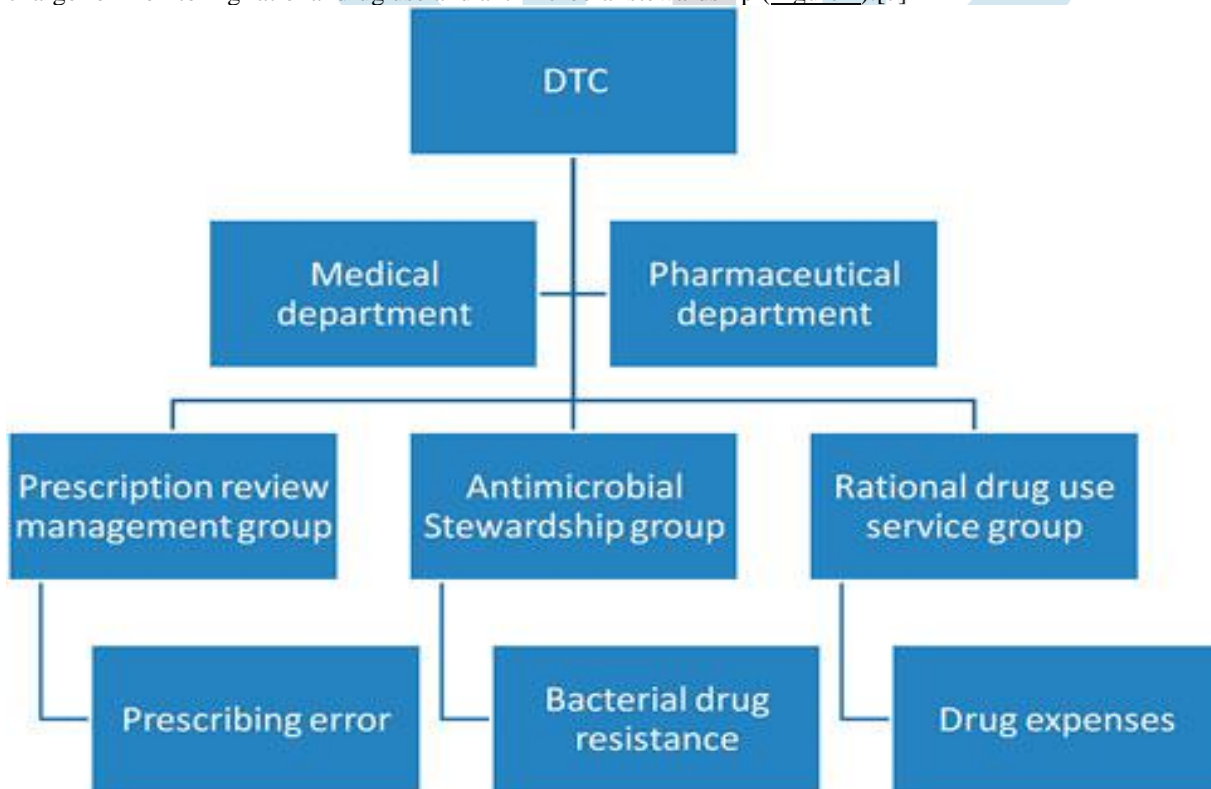 DTC
Medical
department
Pharmaceutical
department
Prescription review
management group
Antimicrobial
Stewardship group
Rational drug use
service group
Prescribing error
Bacterial drug
resistance
Drug expenses